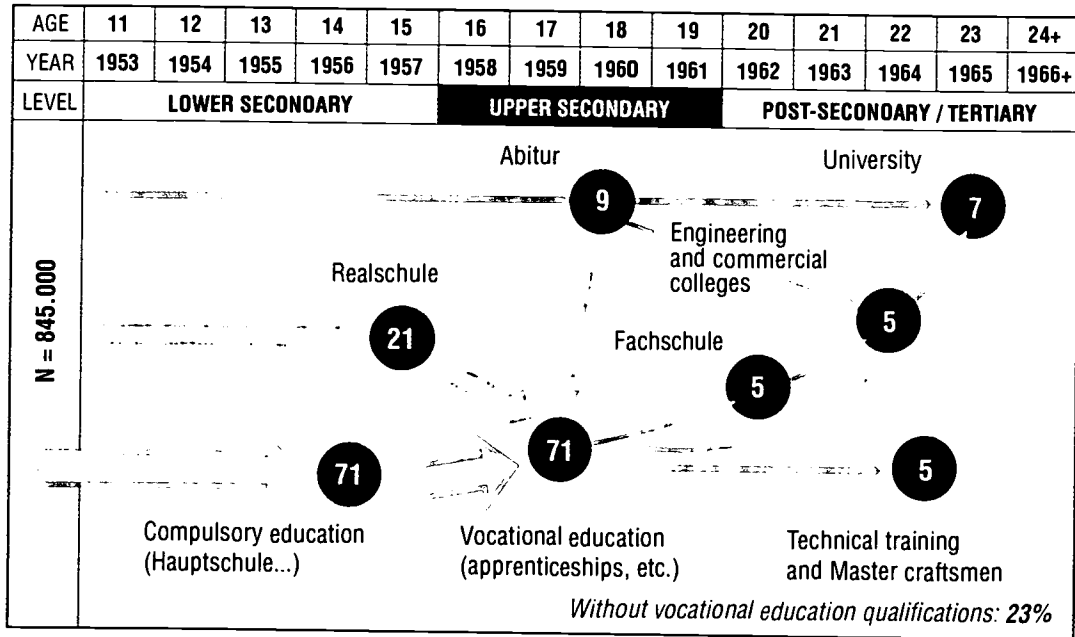 AGE 11 12 13 14 15 16 17 18 19 20 21 22 23 24+
YEAR 1953 1954 1955 1956 1957 1958 1959 1960 1961 1962 1963 1964 1965 1966+
LEVEL LOWER SECONOARY UPPER SECONDARY POST-SECONOARY / TERTIARY
N = 845.000
Abitur
University
9
7
Engineering
and commercial
colleges
Realschule
21
5
Fachschule
5
71
71
5
Compulsory education
(Hauptschule...)
Vocational education
(apprenticeships, etc.)
Technical training
and Master craftsmen
Without vocational education qualifications: 23%